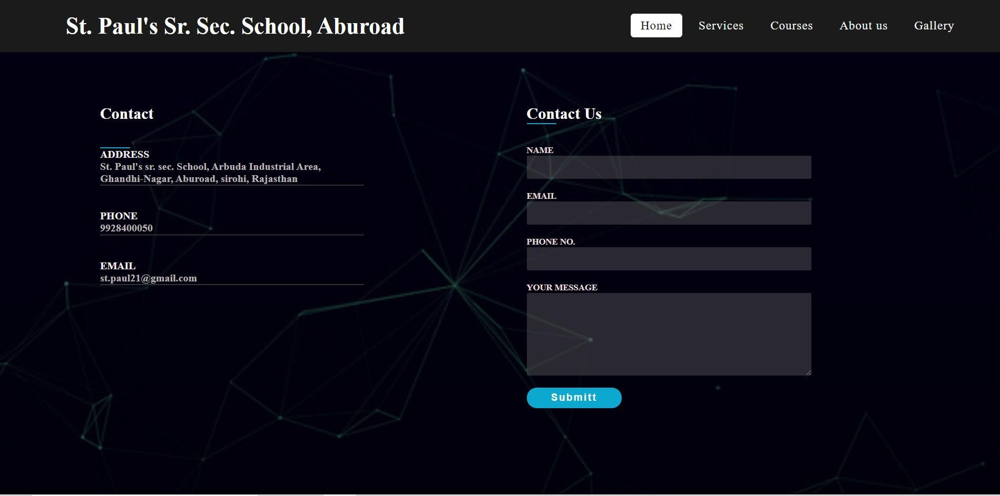 St. Paul's Sr. Sec. School, Aburoad
Home Services Courses About us Gallery
Contact
ADDRESS
St. Paul's sr. sec. School, Arbuda Industrial Area,
Ghandhi-Nagar, Aburoad, sirohi, Rajasthan
PHONE
9928400050
EMAIL
st.paul21@gmail.com
Contact Us
NAME
EMAIL
PHONE NO.
YOUR MESSAGE
Submitt